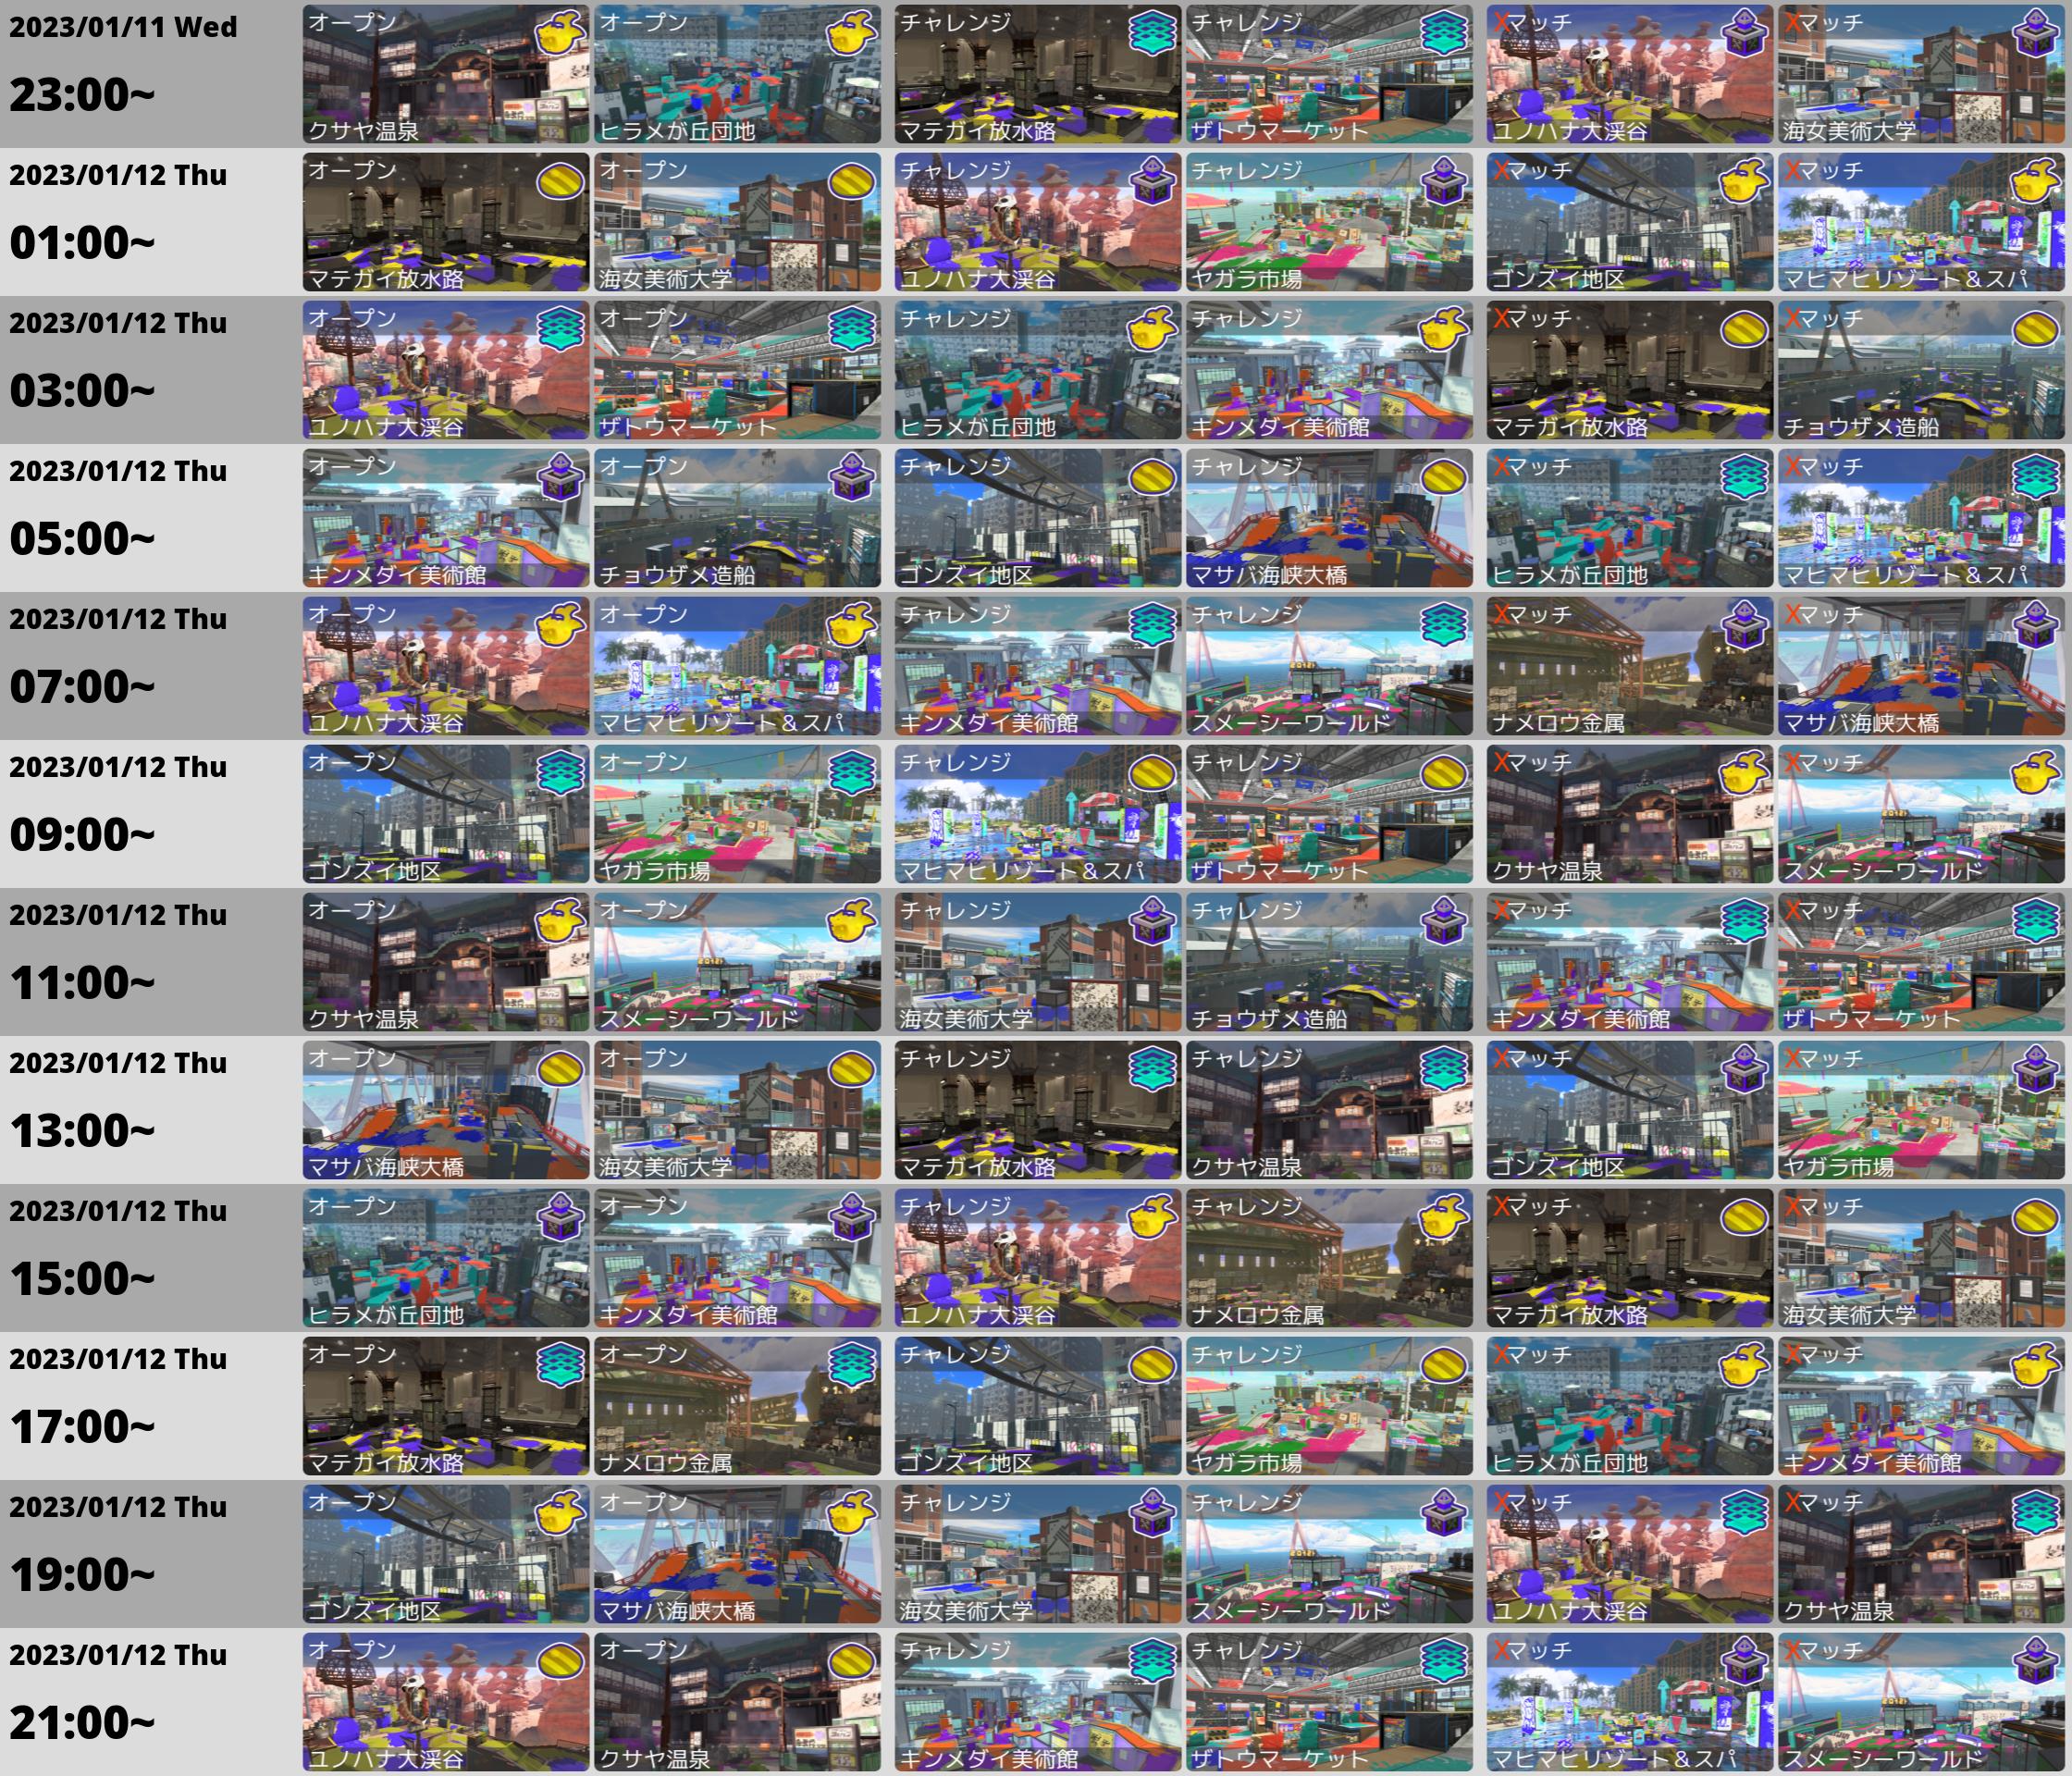 2023/01/11 Wed
23:00~
オープン オープン チャレンジ チャレンジ Xマッチ Xマッチ
クサヤ温泉 ヒラメが丘団地 マテガイ放水路 ザトウマーケット ユノハナ大渓谷 海女美術大学
2023/01/12 Thu
01:00~
オープン オープン チャレンジ チャレンジ Xマッチ Xマッチ
マテガイ放水路 海女美術大学 ユノハナ大渓谷 ヤガラ市場 ゴンズイ地区 マヒマヒリゾート＆スパ
2023/01/12 Thu
03:00~
オープン オープン チャレンジ チャレンジ Xマッチ Xマッチ
ユノハナ大渓谷 ザトウマーケット ヒラメが丘団地 キンメダイ美術館 マテガイ放水路 チョウザメ造船
2023/01/12 Thu
05:00~
オープン オープン チャレンジ チャレンジ Xマッチ Xマッチ
キンメダイ美術館 チョウザメ造船 ゴンズイ地区 マサバ海峡大橋 ヒラメが丘団地 マヒマヒリゾート＆スパ
2023/01/12 Thu
07:00~
オープン オープン チャレンジ チャレンジ Xマッチ Xマッチ
ユノハナ大渓谷 マヒマヒリゾート＆スパ キンメダイ美術館 スメーシーワールド ナメロウ金属 マサバ海峡大橋
2023/01/12 Thu
09:00~
オープン オープン チャレンジ チャレンジ Xマッチ Xマッチ
ゴンズイ地区 ヤガラ市場 マヒマヒリゾート＆スパ ザトウマーケット クサヤ温泉 スメーシーワールド
2023/01/12 Thu
11:00~
オープン オープン チャレンジ チャレンジ Xマッチ Xマッチ
クサヤ温泉 スメーシーワールド 海女美術大学 チョウザメ造船 キンメダイ美術館 ザトウマーケット
2023/01/12 Thu
13:00~
オープン オープン チャレンジ チャレンジ Xマッチ Xマッチ
マサバ海峡大橋 海女美術大学 マテガイ放水路 クサヤ温泉 ゴンズイ地区 ヤガラ市場
2023/01/12 Thu
15:00~
オープン オープン チャレンジ チャレンジ Xマッチ Xマッチ
ヒラメが丘団地 キンメダイ美術館 ユノハナ大渓谷 ナメロウ金属 マテガイ放水路 海女美術大学
2023/01/12 Thu
17:00~
オープン オープン チャレンジ チャレンジ Xマッチ Xマッチ
マテガイ放水路 ナメロウ金属 ゴンズイ地区 ヤガラ市場 ヒラメが丘団地 キンメダイ美術館
2023/01/12 Thu
19:00~
オープン オープン チャレンジ チャレンジ Xマッチ Xマッチ
ゴンズイ地区 マサバ海峡大橋 海女美術大学 スメーシーワールド ユノハナ大渓谷 クサヤ温泉
2023/01/12 Thu
21:00~
オープン オープン チャレンジ チャレンジ Xマッチ Xマッチ
ユノハナ大渓谷 クサヤ温泉 キンメダイ美術館 ザトウマーケット マヒマヒリゾート＆スパ スメーシーワールド